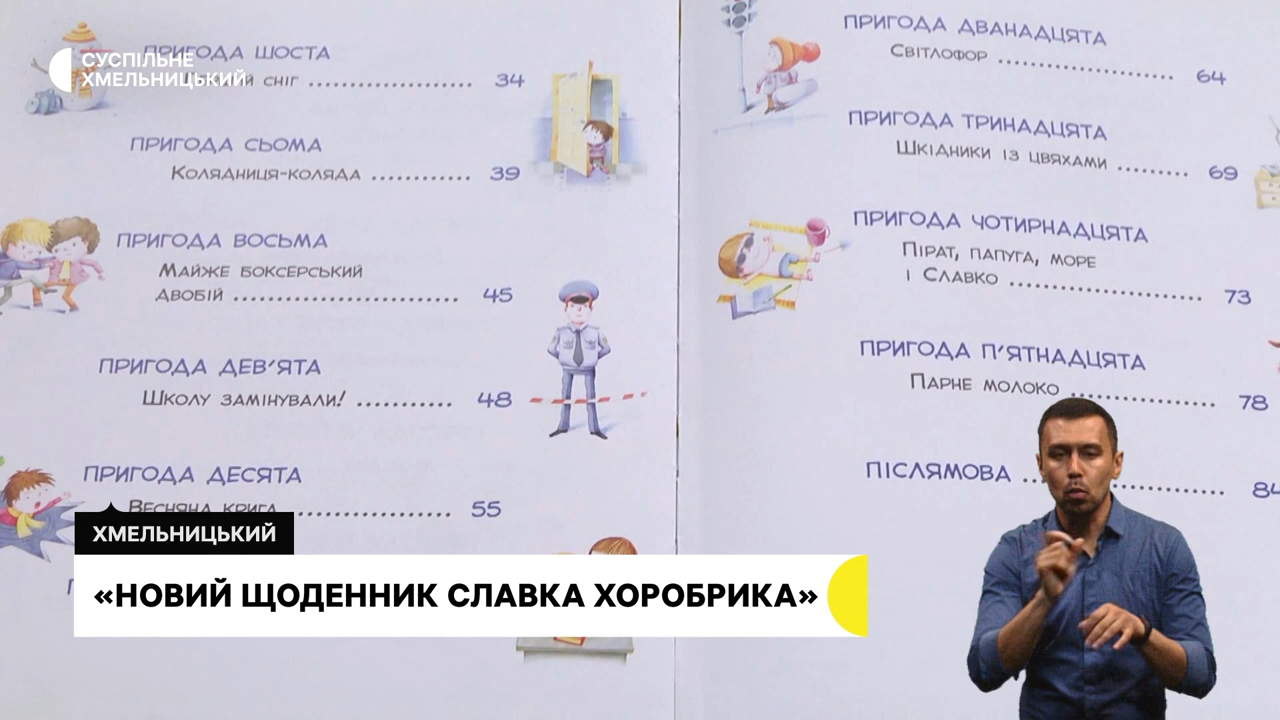 СУСПІЛЬНЕ
ХМЕЛЬНИЦЬКИЙ
ПРИГОДА ШОСТА
СНІГ 34
ПРИГОДА СЬОМА
КОЛЯДНИЦЯ-КОЛЯДА 39
ПРИГОДА ВОСЬМА
МАЙЖЕ БОКСЕРСЬКИЙ
ДВОБІЙ 45
ПРИГОДА ДЕВ'ЯТА
ШКОЛУ ЗАМІНУВАЛИ! 48
ПРИГОДА ДЕСЯТА
ВЕСНЯНА КРИГА 55
ПРИГОДА ДВАНАДЦЯТА
СВІТЛОФОР 64
ПРИГОДА ТРИНАДЦЯТА
ШКІДНИКИ ІЗ ЦВЯХАМИ 69
ПРИГОДА ЧОТИРНАДЦЯТА
ПІРАТ, ПАПУГА, МОРЕ
І СЛАВКО 73
ПРИГОДА П'ЯТНАДЦЯТА
ПАРНЕ МОЛОКО 78
ПІСЛЯМОВА 84
ХМЕЛЬНИЦЬКИЙ
«НОВИЙ ЩОДЕННИК СЛАВКА ХОРОБРИКА»